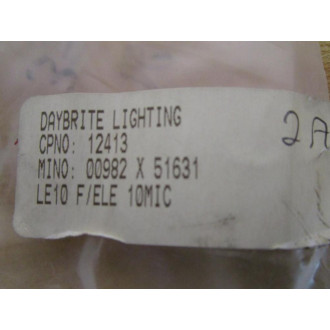 DAYBRITE LIGHTING
CPNO: 12413
MINO: 00982 X 51631
LE10 F/ELE 10MIC
2A